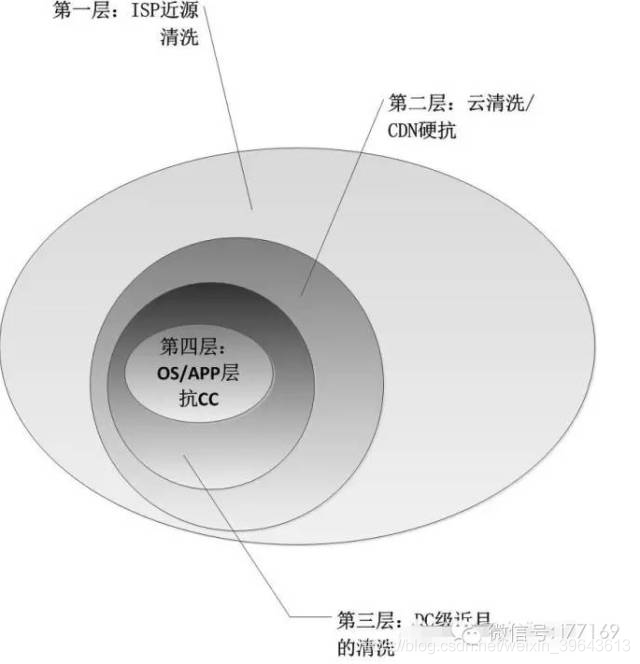 第一层：ISP近源
清洗
第二层：云清洗/
CDN硬抗
第四层：
OS/APP层
抗CC
第三层：DC级近目
的清洗
微信号: i77169
https://blog.csdn.net/weixin_39643613